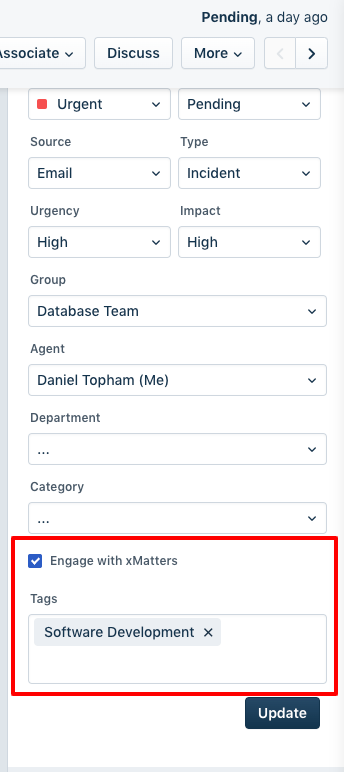 Pending, a day ago
Associate
Discuss
More
Urgent
Pending
Source
Type
Email
Incident
Urgency
Impact
High
High
Group
Database Team
Agent
Daniel Topham (Me)
Department
...
Category
...
Engage with xMatters
Tags
Software Development ×
Update